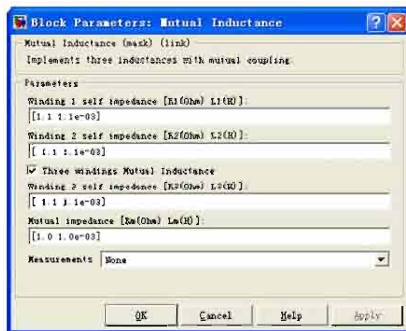 Block Parameters: Mutual Inductance
Mutual Inductance (mask) (link)
Implements three inductances with mutual coupling.
Parameters
Winding 1 self impedance [R1(Ohm) L1(H)]:
[1.1 1.1e-03]
Winding 2 self impedance [R2(Ohm) L2(H)]:
[ 1.1 1.1e-03]
Three windings Mutual Inductance
Winding 3 self impedance [R3(Ohm) L3(H)]:
[ 1.1 1.1e-03]
Mutual impedance [Rm(Ohm) Lm(H)]:
[1.0 1.0e-03]
Measurements None
OK Cancel Help Apply